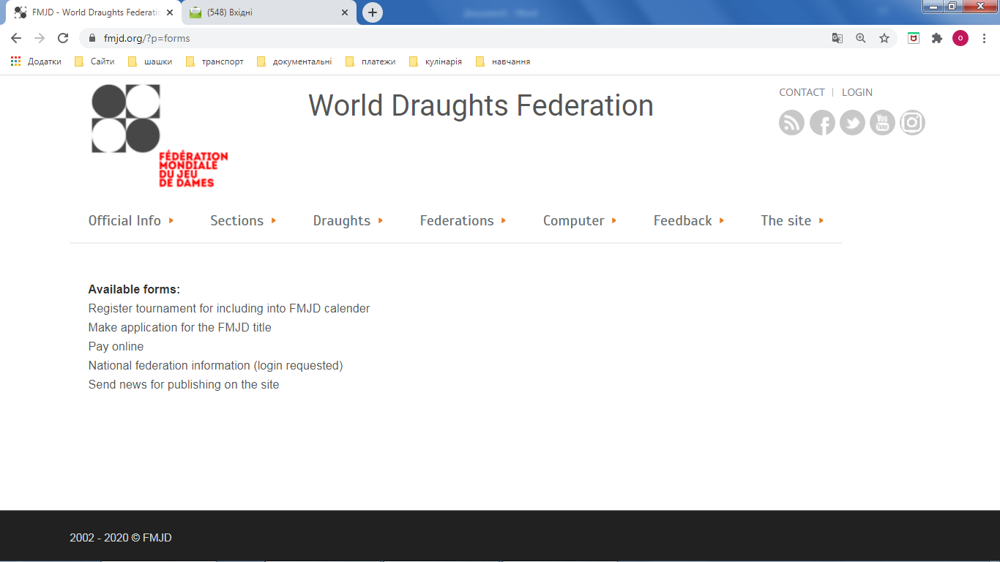 FMJD - World Draughts Federatio
(548) Вхідні
fmjd.org/?p=forms
Додатки Сайти шашки транспорт документальні платежи кулінарія навчання
World Draughts Federation
CONTACT | LOGIN
You Tube
FÉDÉRATION
MONDIALE
DU JEU
DE DAMES
Official Info Sections Draughts Federations Computer Feedback The site
Available forms:
Register tournament for including into FMJD calender
Make application for the FMJD title
Pay online
National federation information (login requested)
Send news for publishing on the site
2002 - 2020 © FMJD